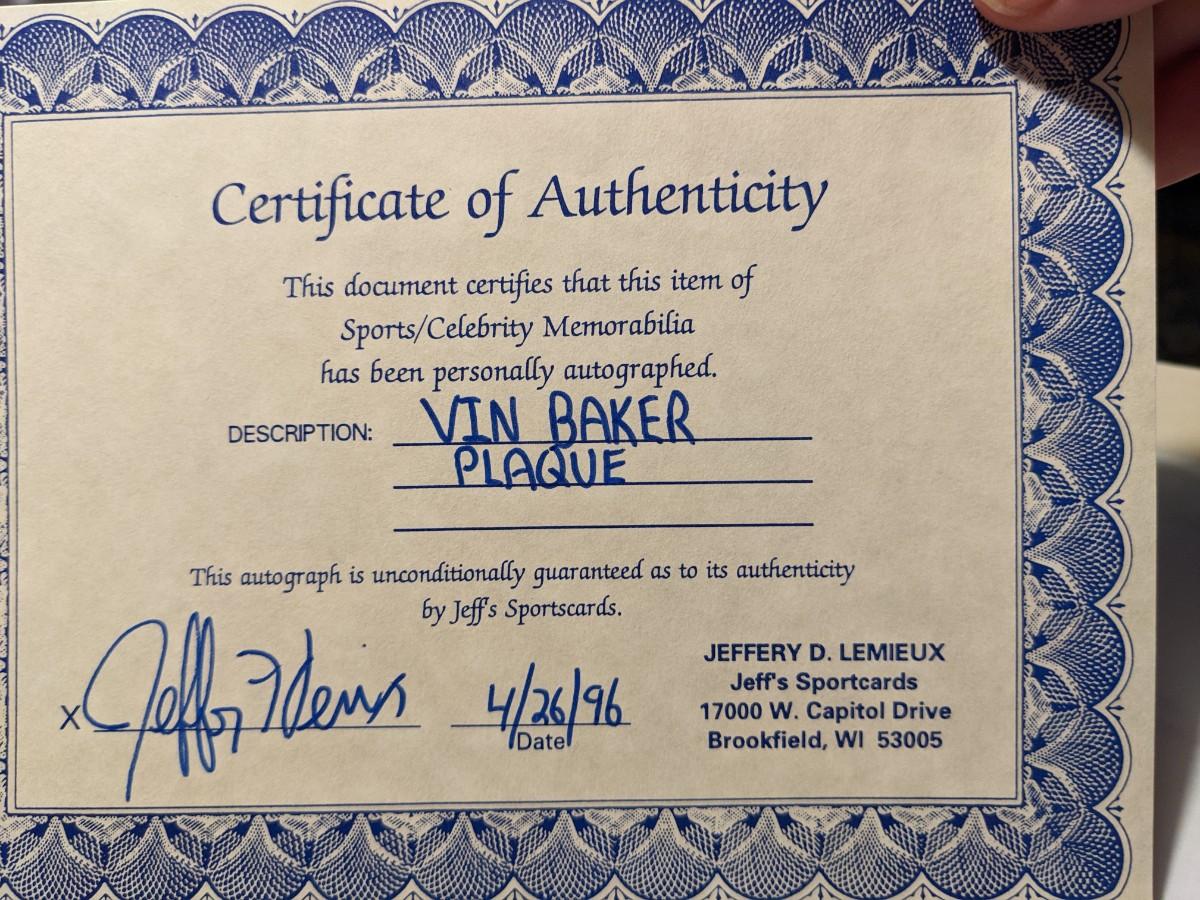 Certificate of Authenticity
This document certifies that this item of
Sports/Celebrity Memorabilia
has been personally autographed.
DESCRIPTION: VIN BAKER
PLAQUE
This autograph is unconditionally guaranteed as to its authenticity
by Jeff's Sportscards.
X
4/26/96
Date
JEFFERY D. LEMIEUX
Jeff's Sportcards
17000 W. Capitol Drive
Brookfield, WI 53005